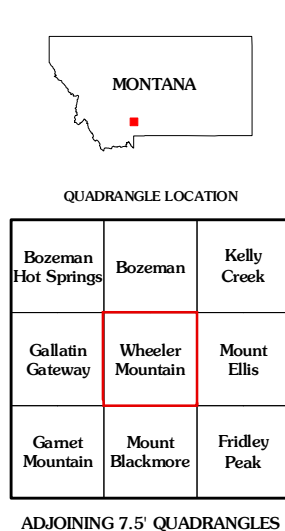 MONTANA
QUADRANGLE LOCATION
Bozeman
Hot Springs
Bozeman
Kelly
Creek
Gallatin
Gateway
Wheeler
Mountain
Mount
Ellis
Garnet
Mountain
Mount
Blackmore
Fridley
Peak
ADJOINING 7.5' QUADRANGLES